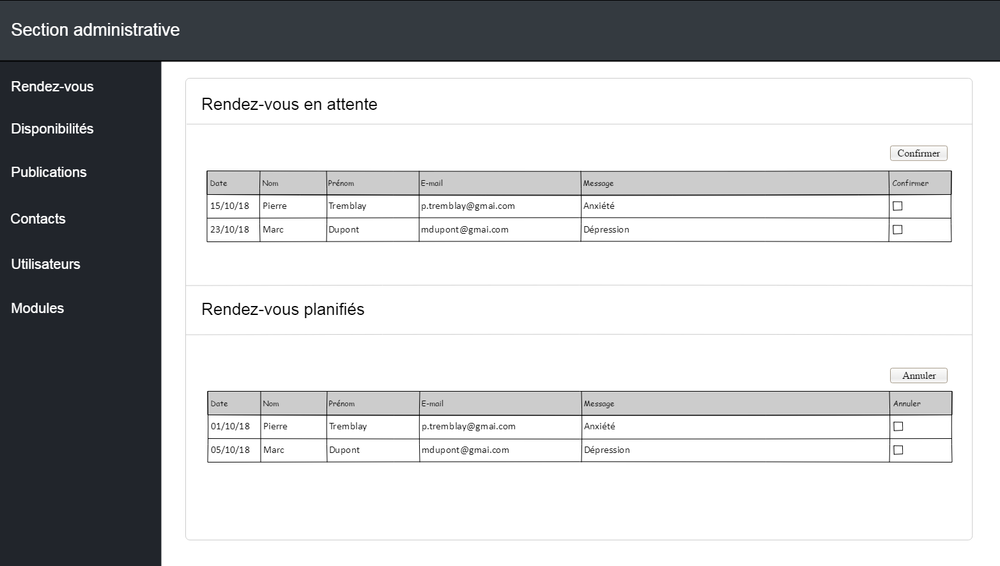 Section administrative
Rendez-vous
Disponibilités
Publications
Contacts
Utilisateurs
Modules
Rendez-vous en attente
Confirmer
Date Nom Prénom E-mail Message Confirmer
15/10/18 Pierre Tremblay p.tremblay@gmai.com Anxiété
23/10/18 Marc Dupont mdupont@gmai.com Dépression
Rendez-vous planifiés
Annuler
Date Nom Prénom E-mail Message Annuler
01/10/18 Pierre Tremblay p.tremblay@gmai.com Anxiété
05/10/18 Marc Dupont mdupont@gmai.com Dépression